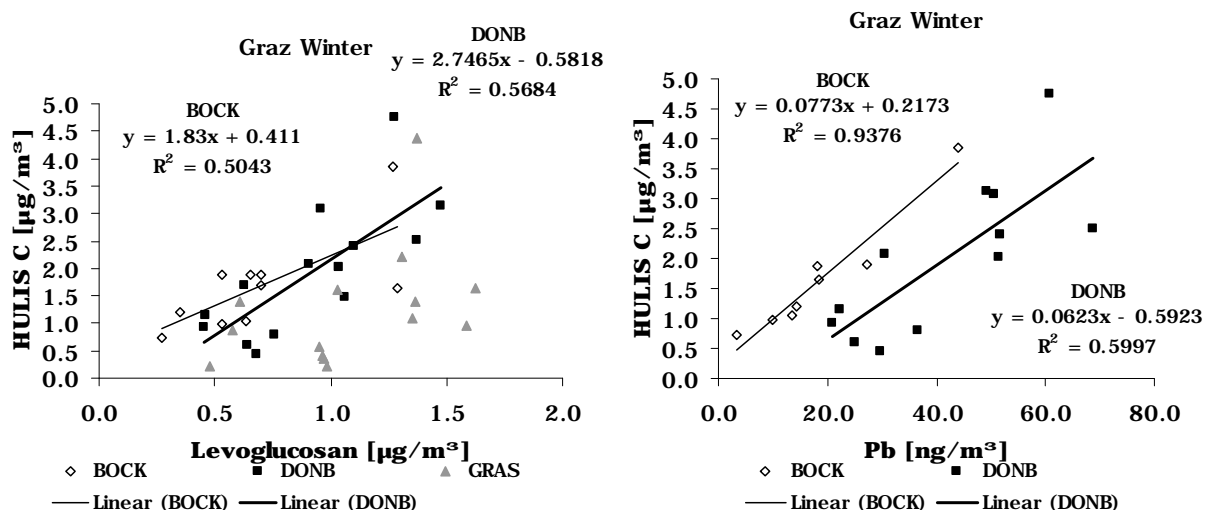 Graz Winter
DONB
y = 2.7465x - 0.5818
R² = 0.5684
BOCK
y = 1.83x + 0.411
R² = 0.5043
HULIS C [µg/m³]
5.0
4.5
4.0
3.5
3.0
2.5
2.0
1.5
1.0
0.5
0.0
0.0 0.5 1.0 1.5 2.0
Levoglucosan [µg/m³]
BOCK DONB GRAS
Linear (BOCK) Linear (DONB)
Graz Winter
BOCK
y = 0.0773x + 0.2173
R² = 0.9376
HULIS C [µg/m³]
5.0
4.5
4.0
3.5
3.0
2.5
2.0
1.5
1.0
0.5
0.0
DONB
y = 0.0623x - 0.5923
R² = 0.5997
0.0 20.0 40.0 60.0 80.0
Pb [ng/m³]
BOCK DONB
Linear (BOCK) Linear (DONB)